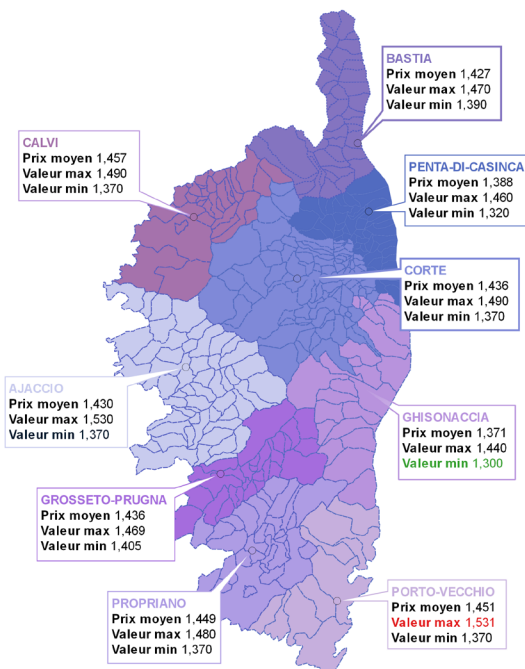 BASTIA
Prix moyen 1,427
Valeur max 1,470
Valeur min 1,390
CALVI
Prix moyen 1,457
Valeur max 1,490
Valeur min 1,370
PENTA-DI-CASINCA
Prix moyen 1,388
Valeur max 1,460
Valeur min 1,320
CORTE
Prix moyen 1,436
Valeur max 1,490
Valeur min 1,370
AJACCIO
Prix moyen 1,430
Valeur max 1,530
Valeur min 1,370
GHISONACCIA
Prix moyen 1,371
Valeur max 1,440
Valeur min 1,300
GROSSETO-PRUGNA
Prix moyen 1,436
Valeur max 1,469
Valeur min 1,405
PROPRIANO
Prix moyen 1,449
Valeur max 1,480
Valeur min 1,370
PORTO-VECCHIO
Prix moyen 1,451
Valeur max 1,531
Valeur min 1,370